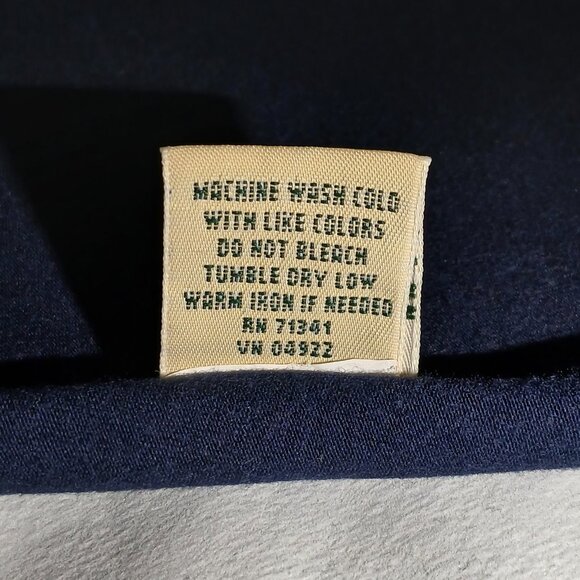 MACHINE WASH COLD
WITH LIKE COLORS
DO NOT BLEACH
TUMBLE DRY LOW
WARM IRON IF NEEDED
RN 71341
VN 04922